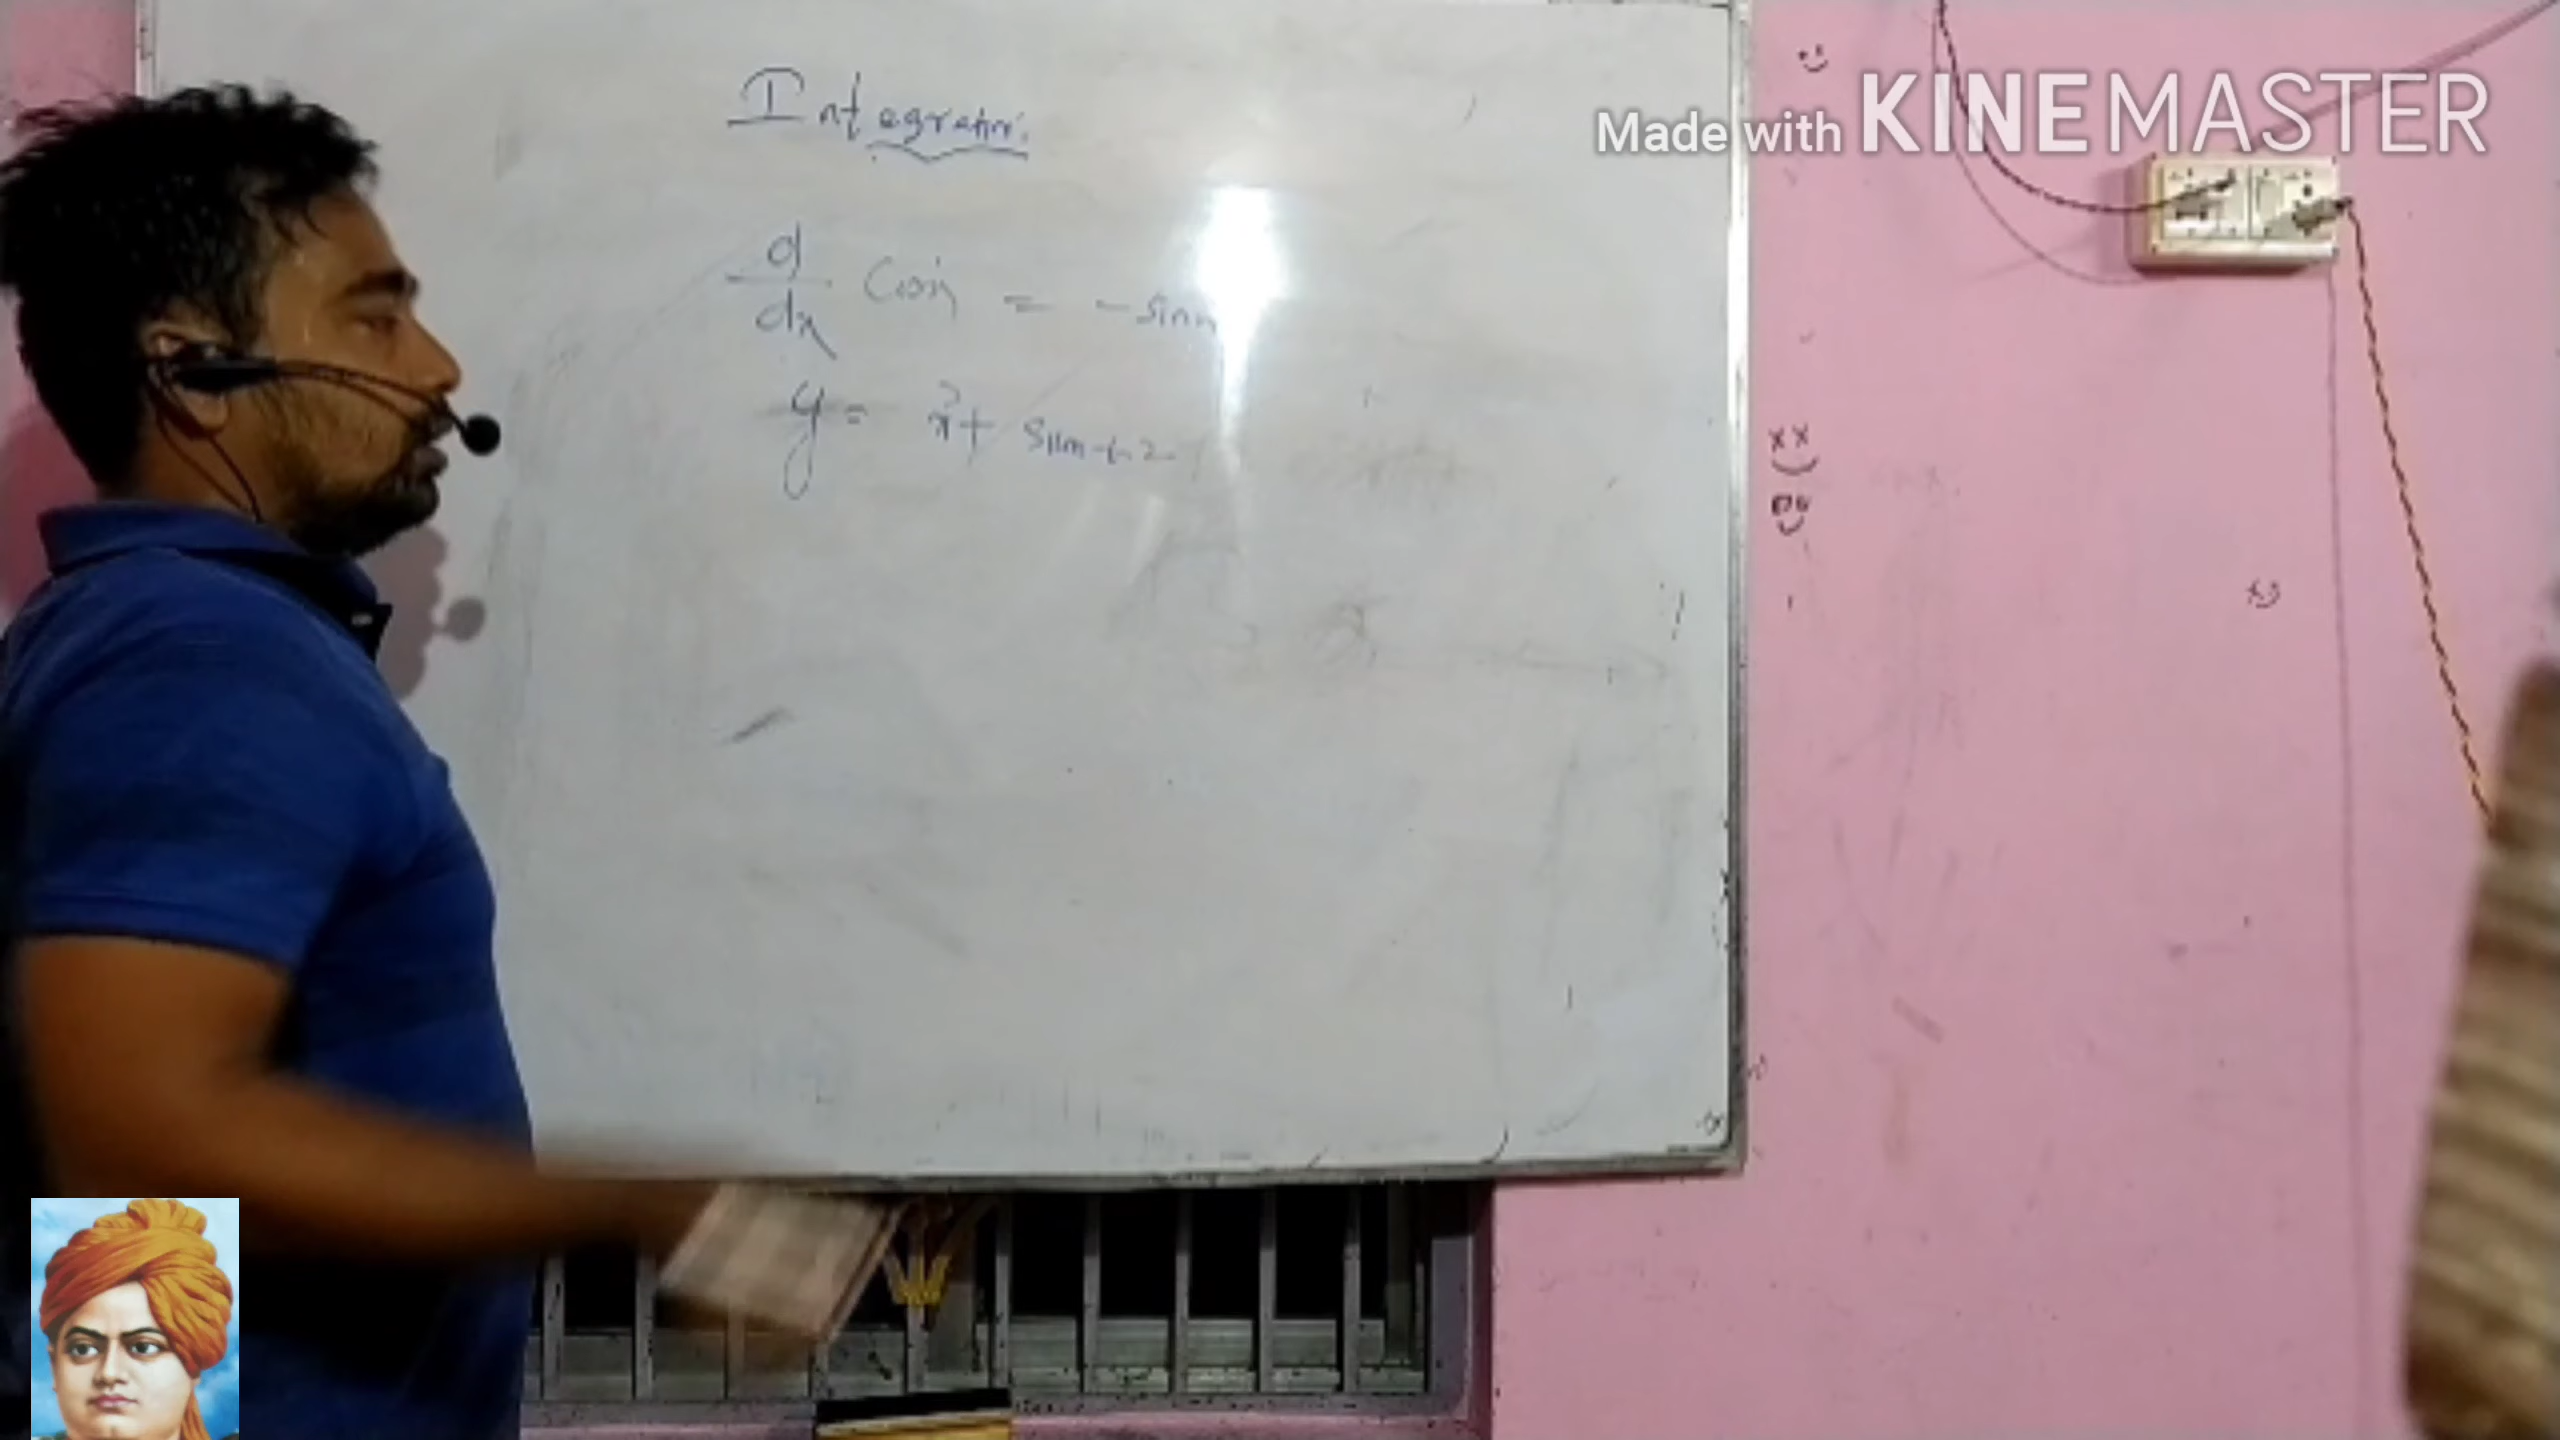 Made with KINEMASTER
Integration
d/dx Cosx = -sinx
y = x² + sinx + 2